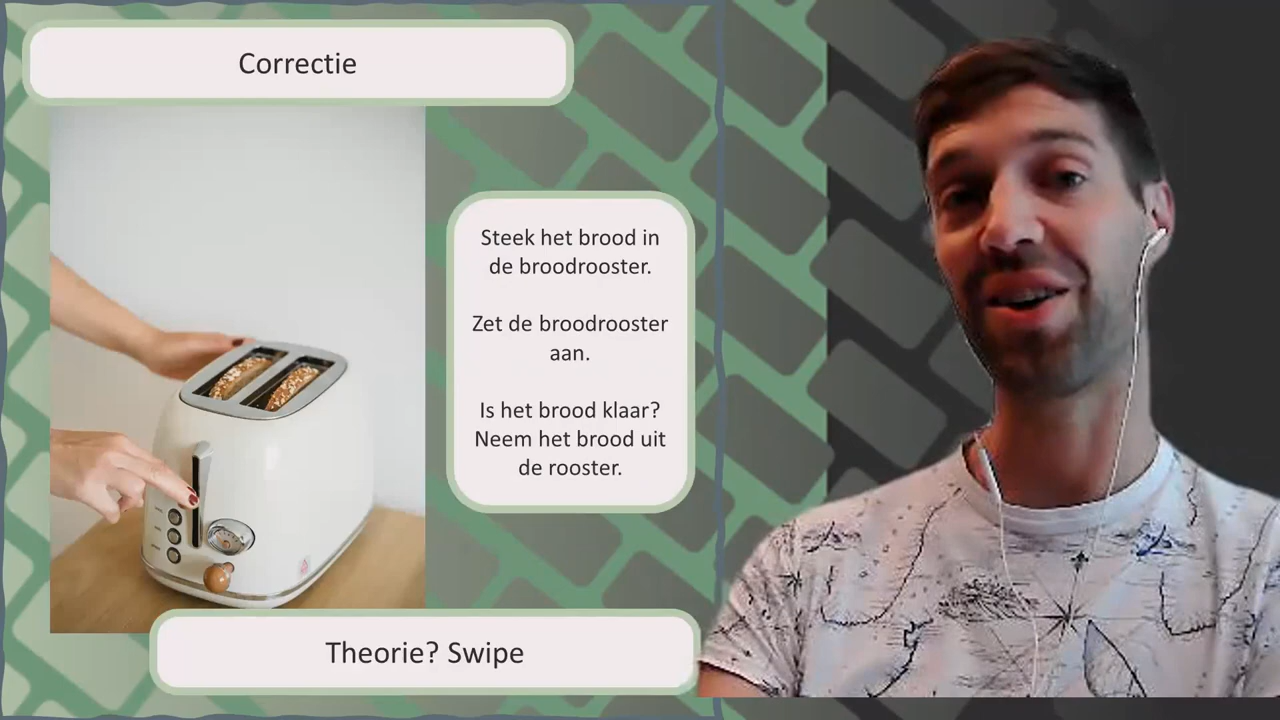 Correctie
Steek het brood in
de broodrooster.
Zet de broodrooster
aan.
Is het brood klaar?
Neem het brood uit
de rooster.
Theorie? Swipe